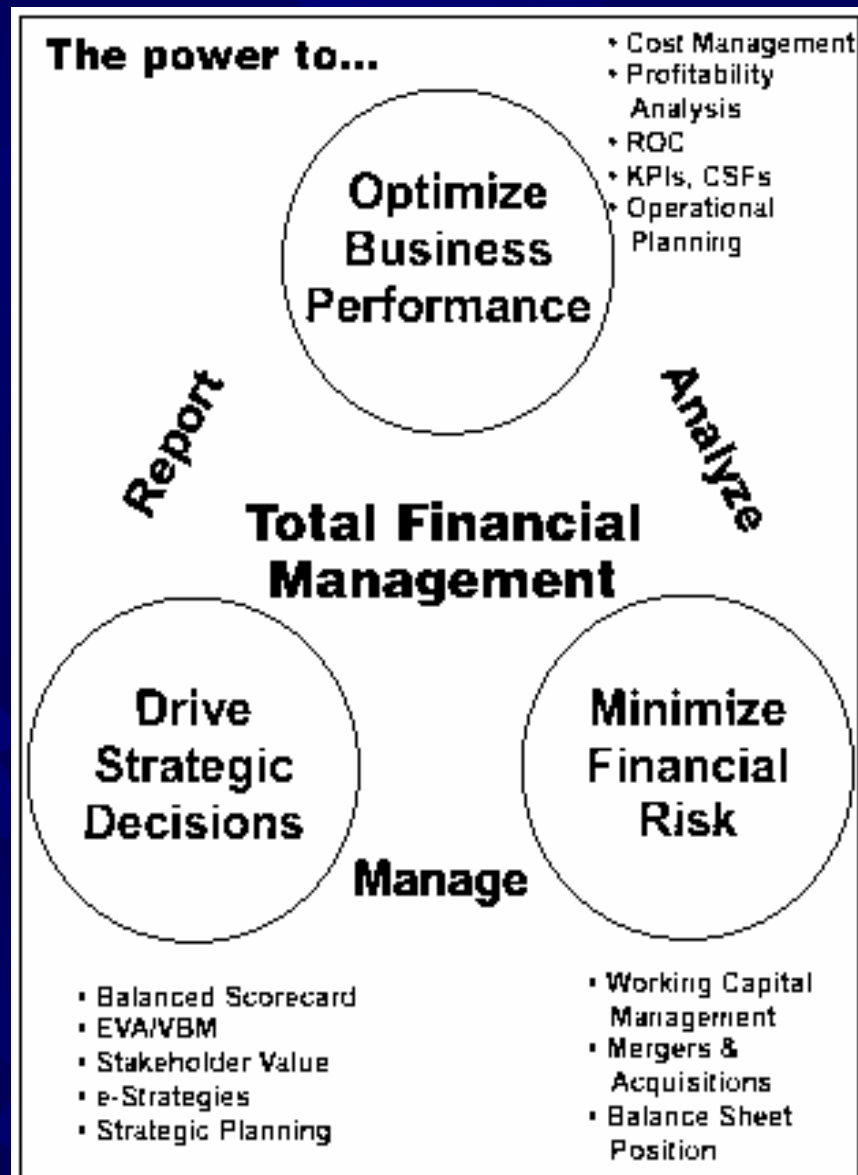 The power to...
• Cost Management
• Profitability
Analysis
• ROC
• KPIs, CSFs
• Operational
Planning
Optimize
Business
Performance
Report
Analyze
Total Financial
Management
Drive
Strategic
Decisions
Minimize
Financial
Risk
Manage
▪ Balanced Scorecard
▪ EVA/VBM
▪ Stakeholder Value
▪ e-Strategies
▪ Strategic Planning
▪ Working Capital
Management
▪ Mergers &
Acquisitions
▪ Balance Sheet
Position